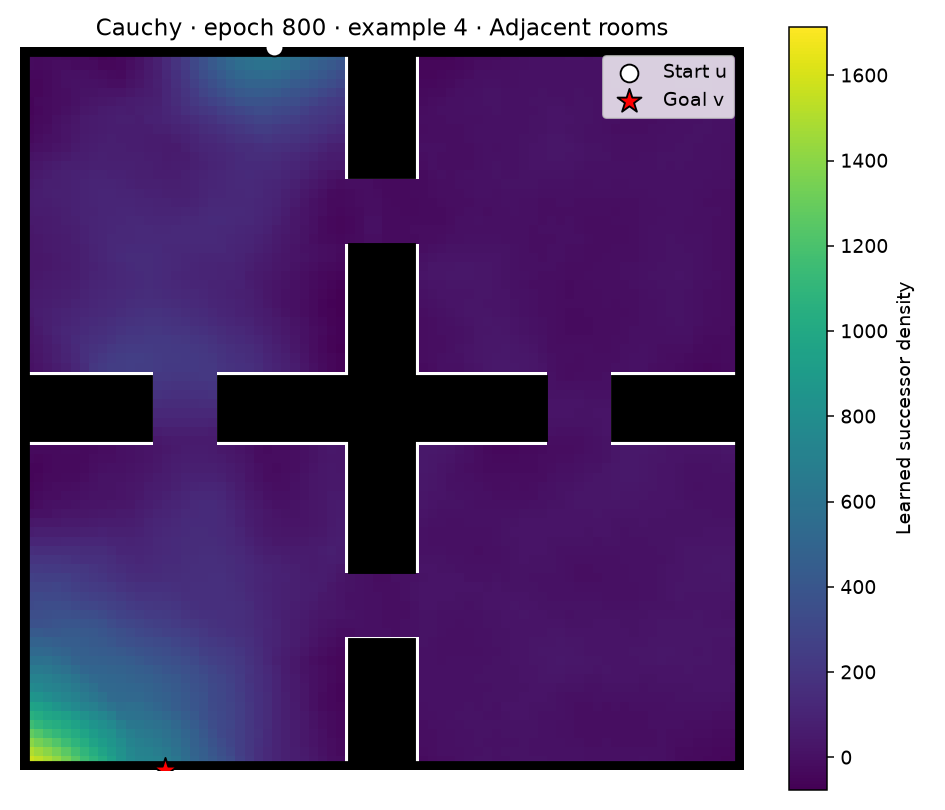 Cauchy · epoch 800 · example 4 · Adjacent rooms
Start u
Goal v
1600
1400
1200
1000
800
600
400
200
0
Learned successor density